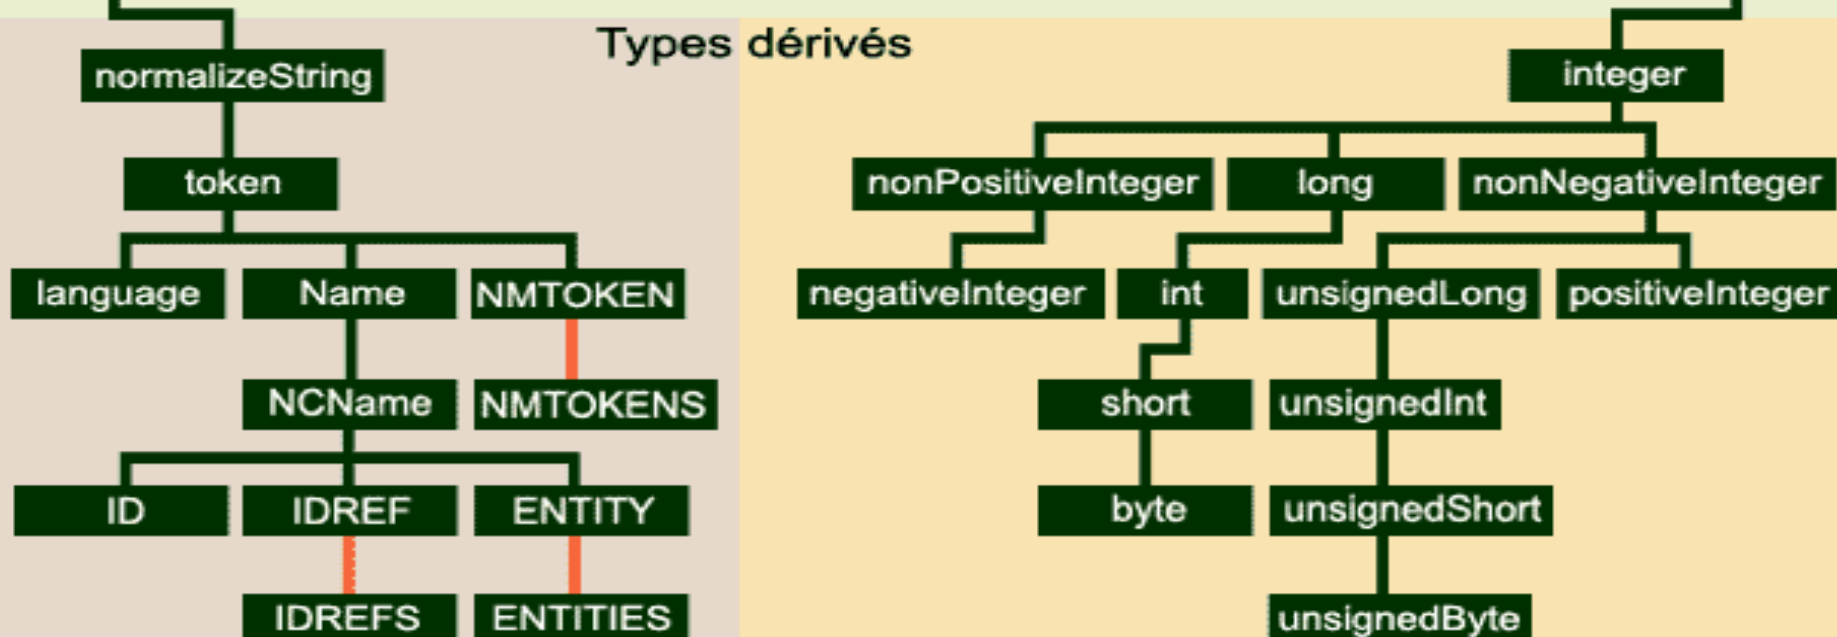 Types dérivés
normalizeString
integer
token
nonPositiveInteger
long
nonNegativeInteger
language
Name
NMTOKEN
negativeInteger
int
unsignedLong
positiveInteger
NCName
NMTOKENS
short
unsignedInt
ID
IDREF
ENTITY
byte
unsignedShort
IDREFS
ENTITIES
unsignedByte